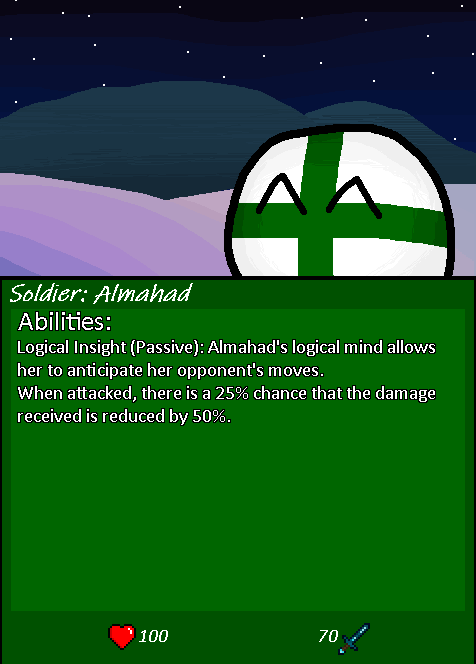 Soldier: Almahad
Abilities:
Logical Insight (Passive): Almahad's logical mind allows
her to anticipate her opponent's moves.
When attacked, there is a 25% chance that the damage
received is reduced by 50%.
100
70